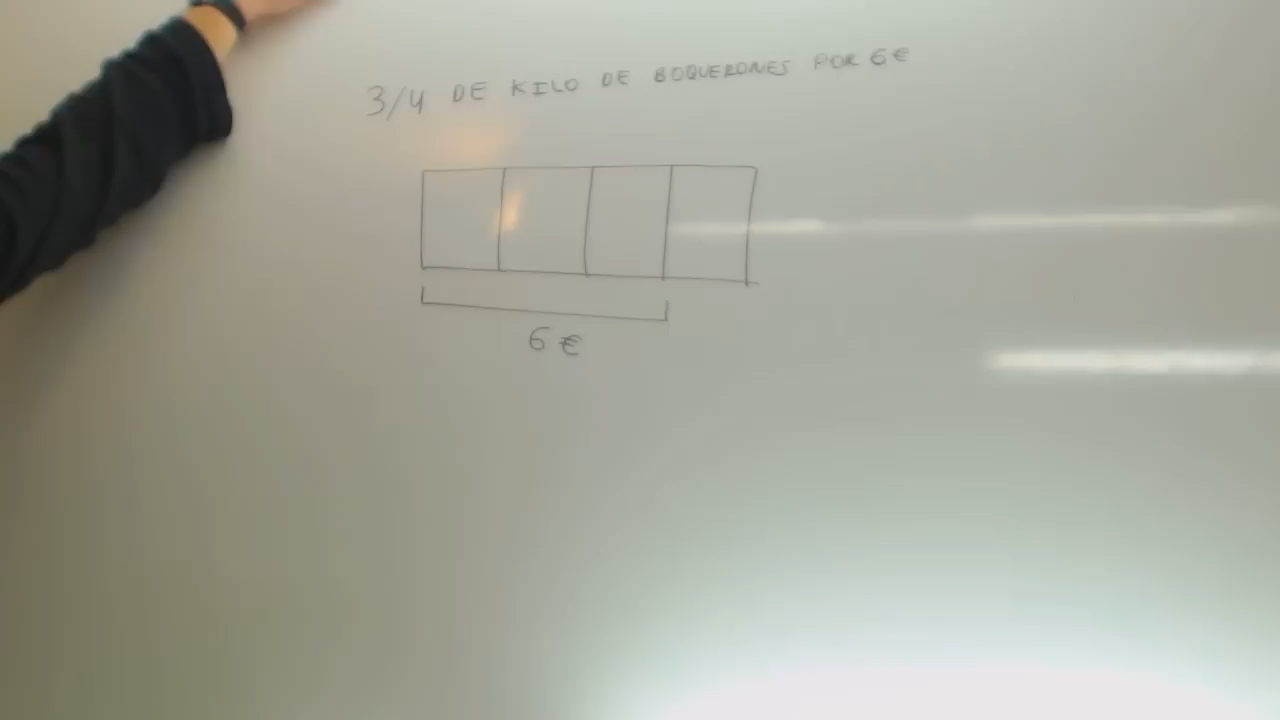 3/4 DE KILO DE BOQUERONES POR 6€
6 €